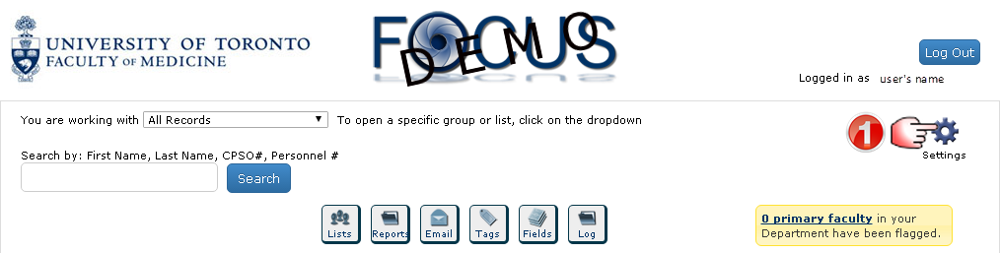 UNIVERSITY OF TORONTO
FACULTY OF MEDICINE
FOCUS
DEMO
Log Out
Logged in as user's name
You are working with All Records To open a specific group or list, click on the dropdown
1
Settings
Search by: First Name, Last Name, CPSO#, Personnel #
Search
Lists Reports Email Tags Fields Log
0 primary faculty in your
Department have been flagged.